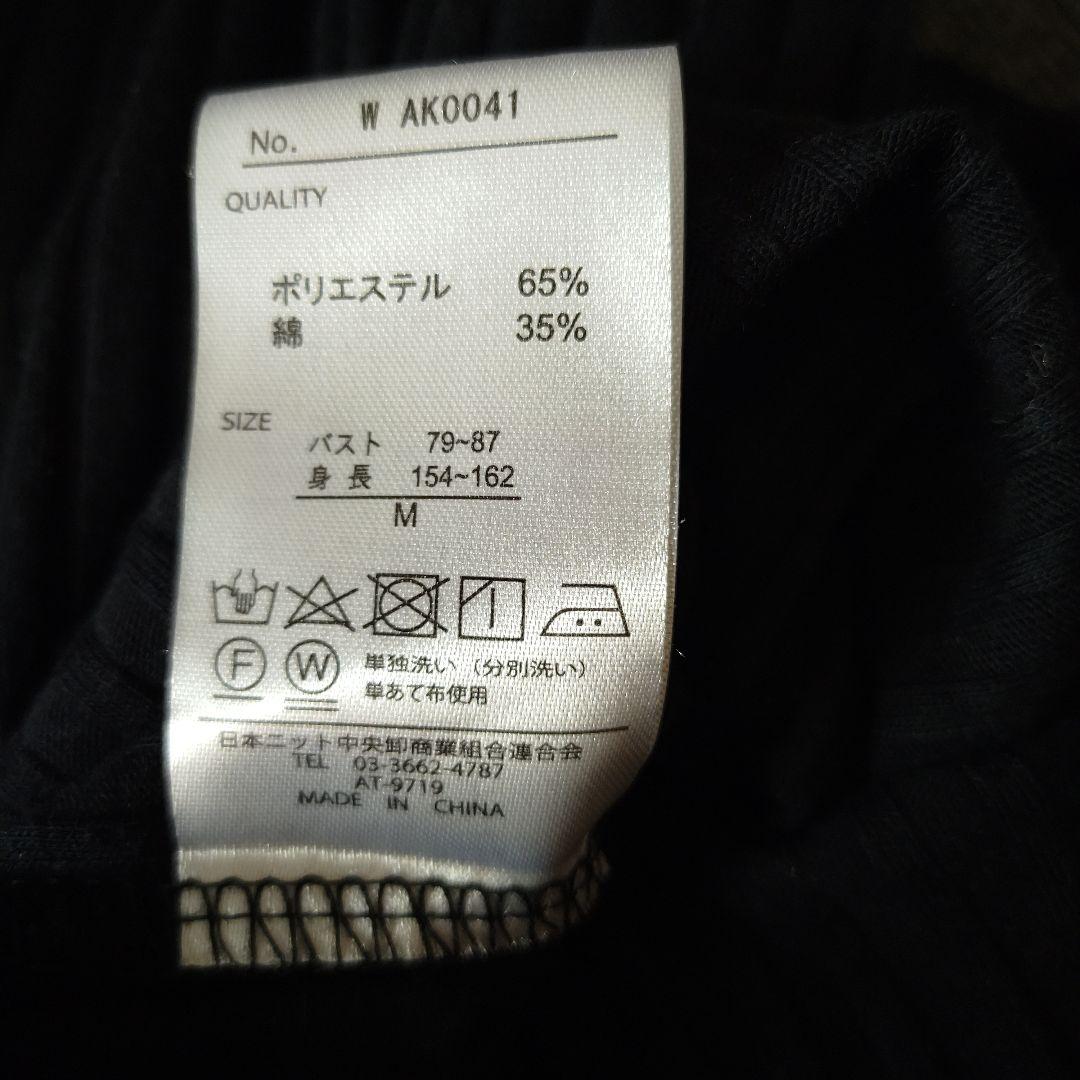 No. W AK0041
QUALITY
ポリエステル 65%
綿 35%
SIZE
バスト 79~87
身長 154~162
M
F W 単独洗い（分別洗い）
単あて布使用
日本ニット中央卸商業組合連合会
TEL 03-3662-4787
AT-9719
MADE IN CHINA